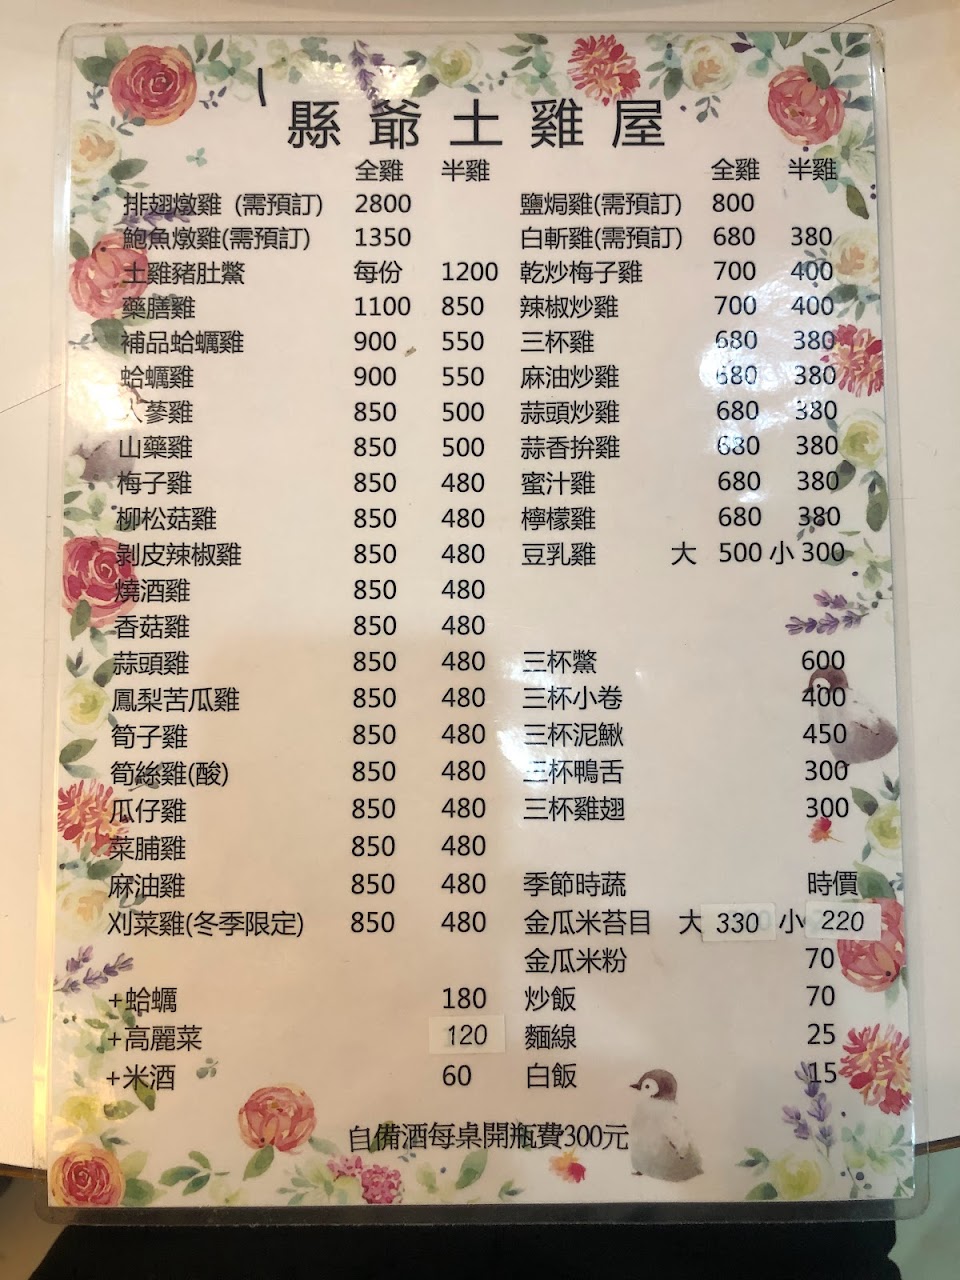 縣爺土雞屋
全雞 半雞
排翅燉雞 (需預訂) 2800
鮑魚燉雞(需預訂) 1350
土雞豬肚鱉 每份 1200
藥膳雞 1100 850
補品蛤蠣雞 900 550
蛤蠣雞 900 550
人蔘雞 850 500
山藥雞 850 500
梅子雞 850 480
柳松菇雞 850 480
剝皮辣椒雞 850 480
燒酒雞 850 480
香菇雞 850 480
蒜頭雞 850 480
鳳梨苦瓜雞 850 480
筍子雞 850 480
筍絲雞(酸) 850 480
瓜仔雞 850 480
菜脯雞 850 480
麻油雞 850 480
刈菜雞(冬季限定) 850 480
+蛤蠣 180
+高麗菜 120
+米酒 60
全雞 半雞
鹽焗雞(需預訂) 800
白斬雞(需預訂) 680 380
乾炒梅子雞 700 400
辣椒炒雞 700 400
三杯雞 680 380
麻油炒雞 680 380
蒜頭炒雞 680 380
蒜香拚雞 680 380
蜜汁雞 680 380
檸檬雞 680 380
豆乳雞 大 500 小 300
三杯鱉 600
三杯小卷 400
三杯泥鰍 450
三杯鴨舌 300
三杯雞翅 300
季節時蔬 時價
金瓜米苔目 大 330 小 220
金瓜米粉 70
炒飯 70
麵線 25
白飯 15
自備酒每桌開瓶費300元